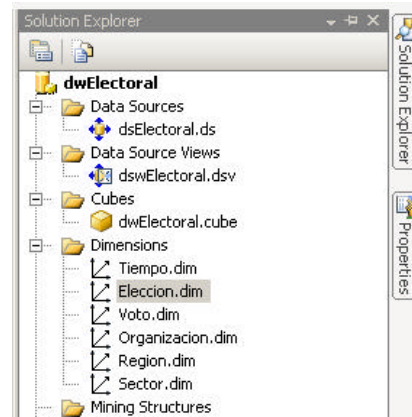 Solution Explorer
dwElectoral
Data Sources
dsElectoral.ds
Data Source Views
dswElectoral.dsv
Cubes
dwElectoral.cube
Dimensions
Tiempo.dim
Eleccion.dim
Voto.dim
Organizacion.dim
Region.dim
Sector.dim
Mining Structures
Solution Explorer
Properties